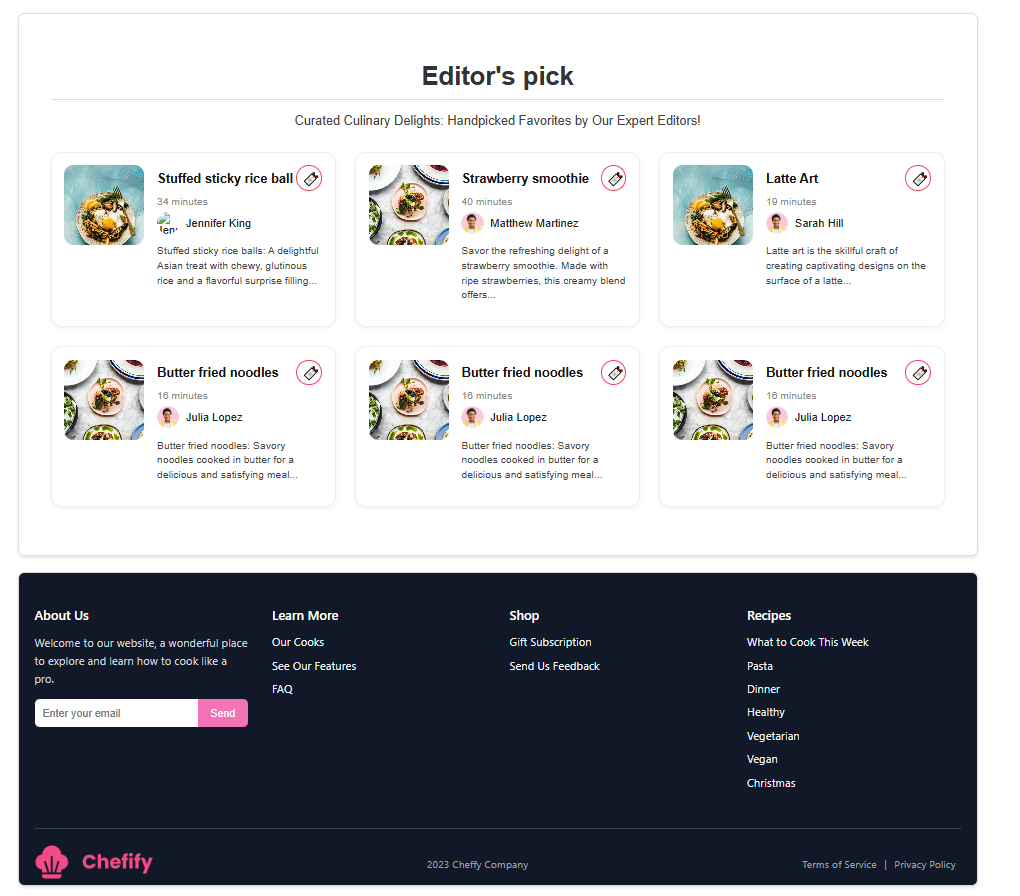 Editor's pick
Curated Culinary Delights: Handpicked Favorites by Our Expert Editors!
Stuffed sticky rice ball
34 minutes
Jennifer King
Stuffed sticky rice balls: A delightful
Asian treat with chewy, glutinous
rice and a flavorful surprise filling...
Strawberry smoothie
40 minutes
Matthew Martinez
Savor the refreshing delight of a
strawberry smoothie. Made with
ripe strawberries, this creamy blend
offers...
Latte Art
19 minutes
Sarah Hill
Latte art is the skillful craft of
creating captivating designs on the
surface of a latte...
Butter fried noodles
16 minutes
Julia Lopez
Butter fried noodles: Savory
noodles cooked in butter for a
delicious and satisfying meal...
Butter fried noodles
16 minutes
Julia Lopez
Butter fried noodles: Savory
noodles cooked in butter for a
delicious and satisfying meal...
Butter fried noodles
16 minutes
Julia Lopez
Butter fried noodles: Savory
noodles cooked in butter for a
delicious and satisfying meal...
About Us
Welcome to our website, a wonderful place
to explore and learn how to cook like a
pro.
Enter your email
Send
Learn More
Our Cooks
See Our Features
FAQ
Shop
Gift Subscription
Send Us Feedback
Recipes
What to Cook This Week
Pasta
Dinner
Healthy
Vegetarian
Vegan
Christmas
Chefify
2023 Cheffy Company
Terms of Service | Privacy Policy